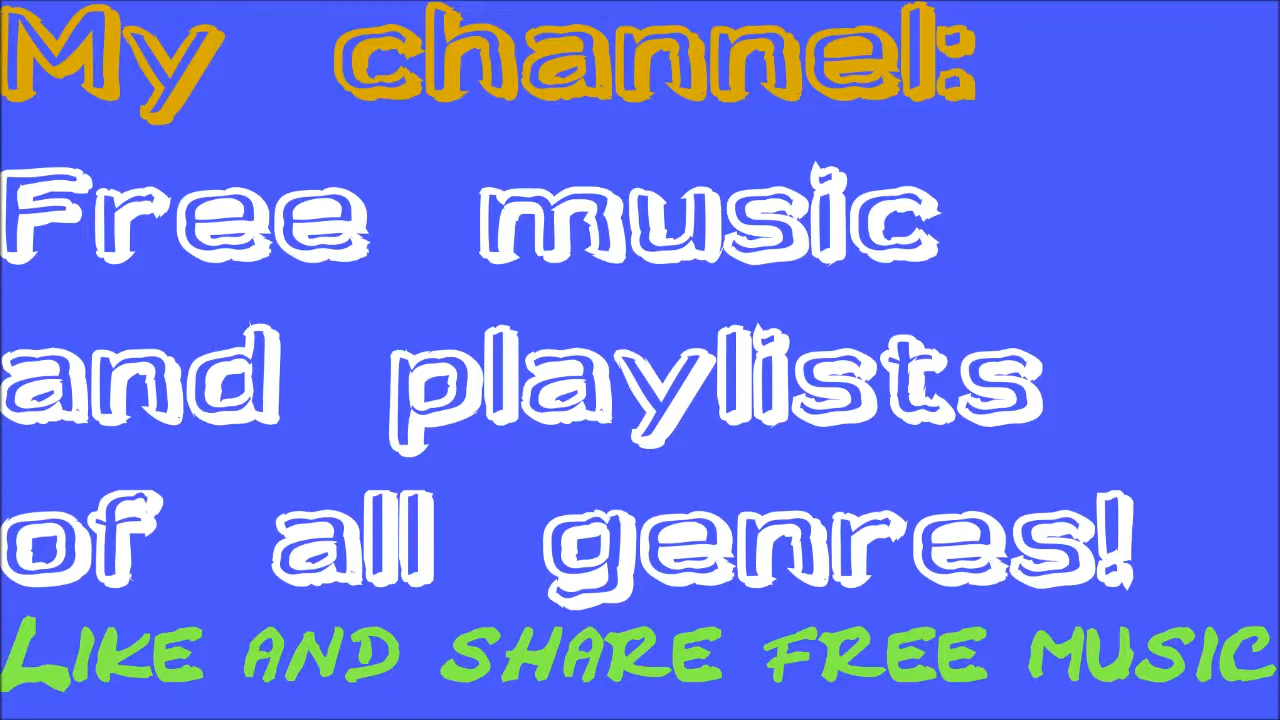 My channel:
Free music
and playlists
of all genres!
LIKE AND SHARE FREE MUSIC